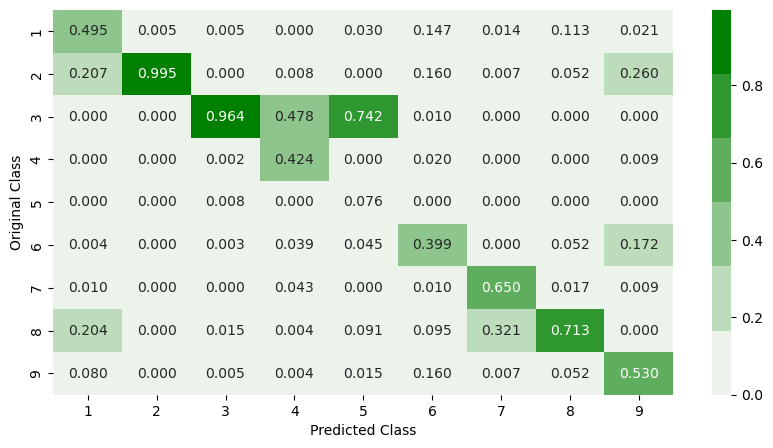 1 0.495 0.005 0.005 0.000 0.030 0.147 0.014 0.113 0.021
2 0.207 0.995 0.000 0.008 0.000 0.160 0.007 0.052 0.260
3 0.000 0.000 0.964 0.478 0.742 0.010 0.000 0.000 0.000
4 0.000 0.000 0.002 0.424 0.000 0.020 0.000 0.000 0.009
5 0.000 0.000 0.008 0.000 0.076 0.000 0.000 0.000 0.000
6 0.004 0.000 0.003 0.039 0.045 0.399 0.000 0.052 0.172
7 0.010 0.000 0.000 0.043 0.000 0.010 0.650 0.017 0.009
8 0.204 0.000 0.015 0.004 0.091 0.095 0.321 0.713 0.000
9 0.080 0.000 0.005 0.004 0.015 0.160 0.007 0.052 0.530
1 2 3 4 5 6 7 8 9
Predicted Class
Original Class
0.8
0.6
0.4
0.2
0.0